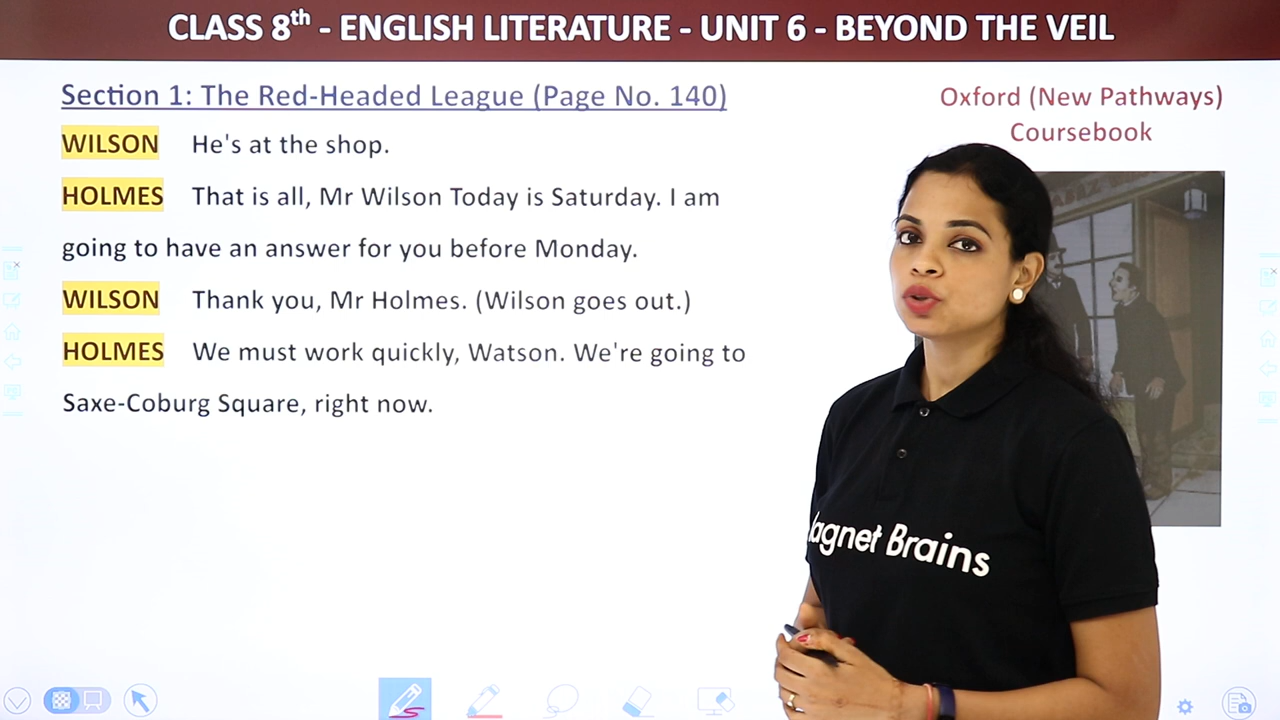 CLASS 8th - ENGLISH LITERATURE - UNIT 6 - BEYOND THE VEIL
Section 1: The Red-Headed League (Page No. 140)
Oxford (New Pathways)
Coursebook
WILSON He's at the shop.
HOLMES That is all, Mr Wilson Today is Saturday. I am
going to have an answer for you before Monday.
WILSON Thank you, Mr Holmes. (Wilson goes out.)
HOLMES We must work quickly, Watson. We're going to
Saxe-Coburg Square, right now.
Brains